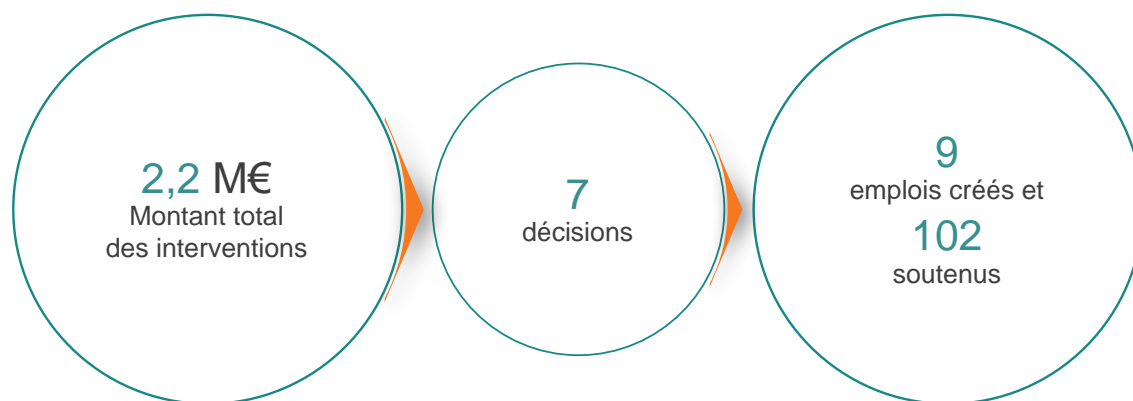 2,2 M€
Montant total
des interventions
7
décisions
9
emplois créés et
102
soutenus